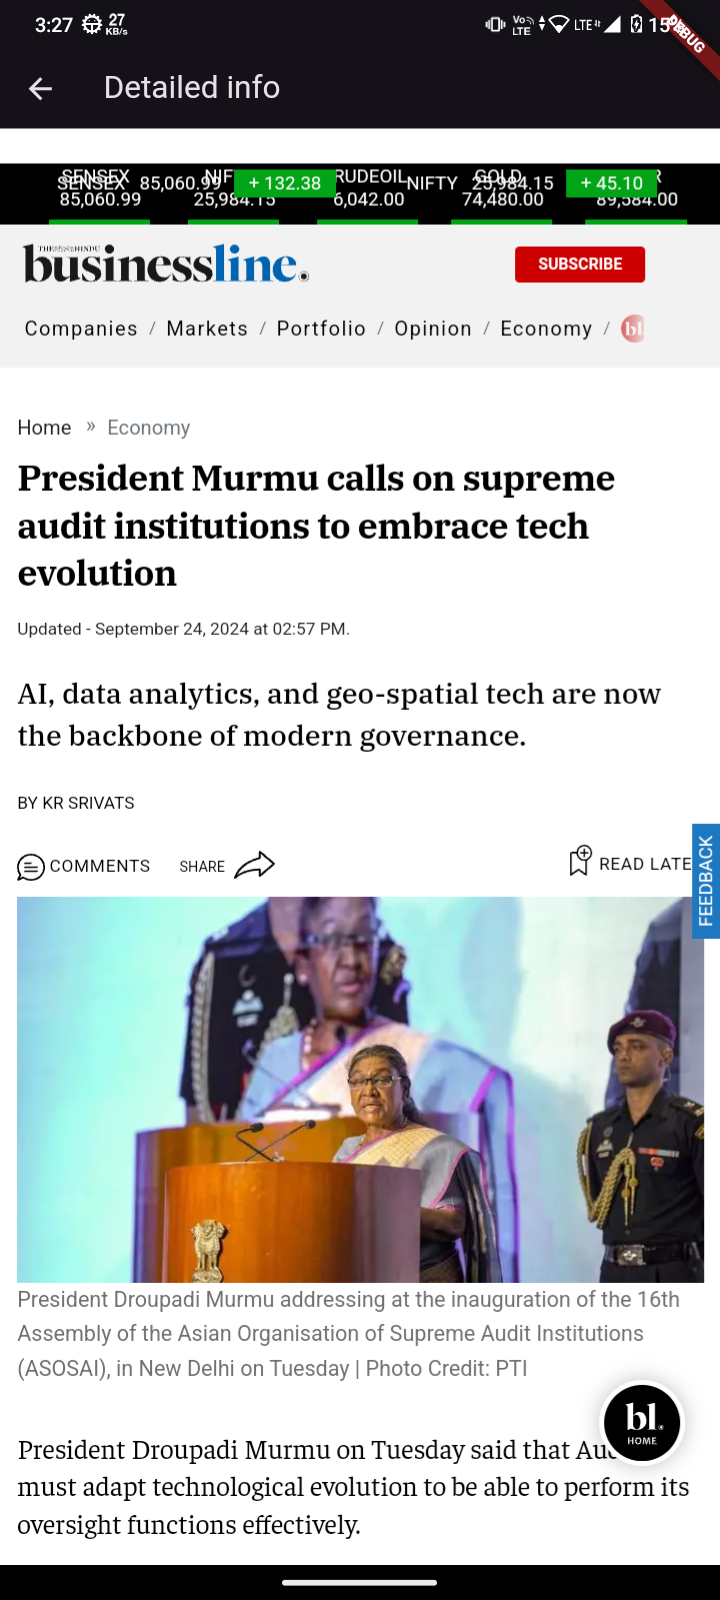 3:27 27 KB/s Vo LTE LTE 15
DEBUG
Detailed info
SENSEX 85,060.99 + 132.38 NIFTY 25,984.15 + 45.10
SENSEX RUDEOIL GOLD
85,060.99 25,984.15 6,042.00 74,480.00 89,584.00
THE HINDU
businessline.
SUBSCRIBE
Companies / Markets / Portfolio / Opinion / Economy / bl
Home » Economy
President Murmu calls on supreme
audit institutions to embrace tech
evolution
Updated - September 24, 2024 at 02:57 PM.
AI, data analytics, and geo-spatial tech are now
the backbone of modern governance.
BY KR SRIVATS
COMMENTS SHARE READ LATE
FEEDBACK
President Droupadi Murmu addressing at the inauguration of the 16th
Assembly of the Asian Organisation of Supreme Audit Institutions
(ASOSAI), in New Delhi on Tuesday | Photo Credit: PTI
bl.
HOME
President Droupadi Murmu on Tuesday said that Au
must adapt technological evolution to be able to perform its
oversight functions effectively.